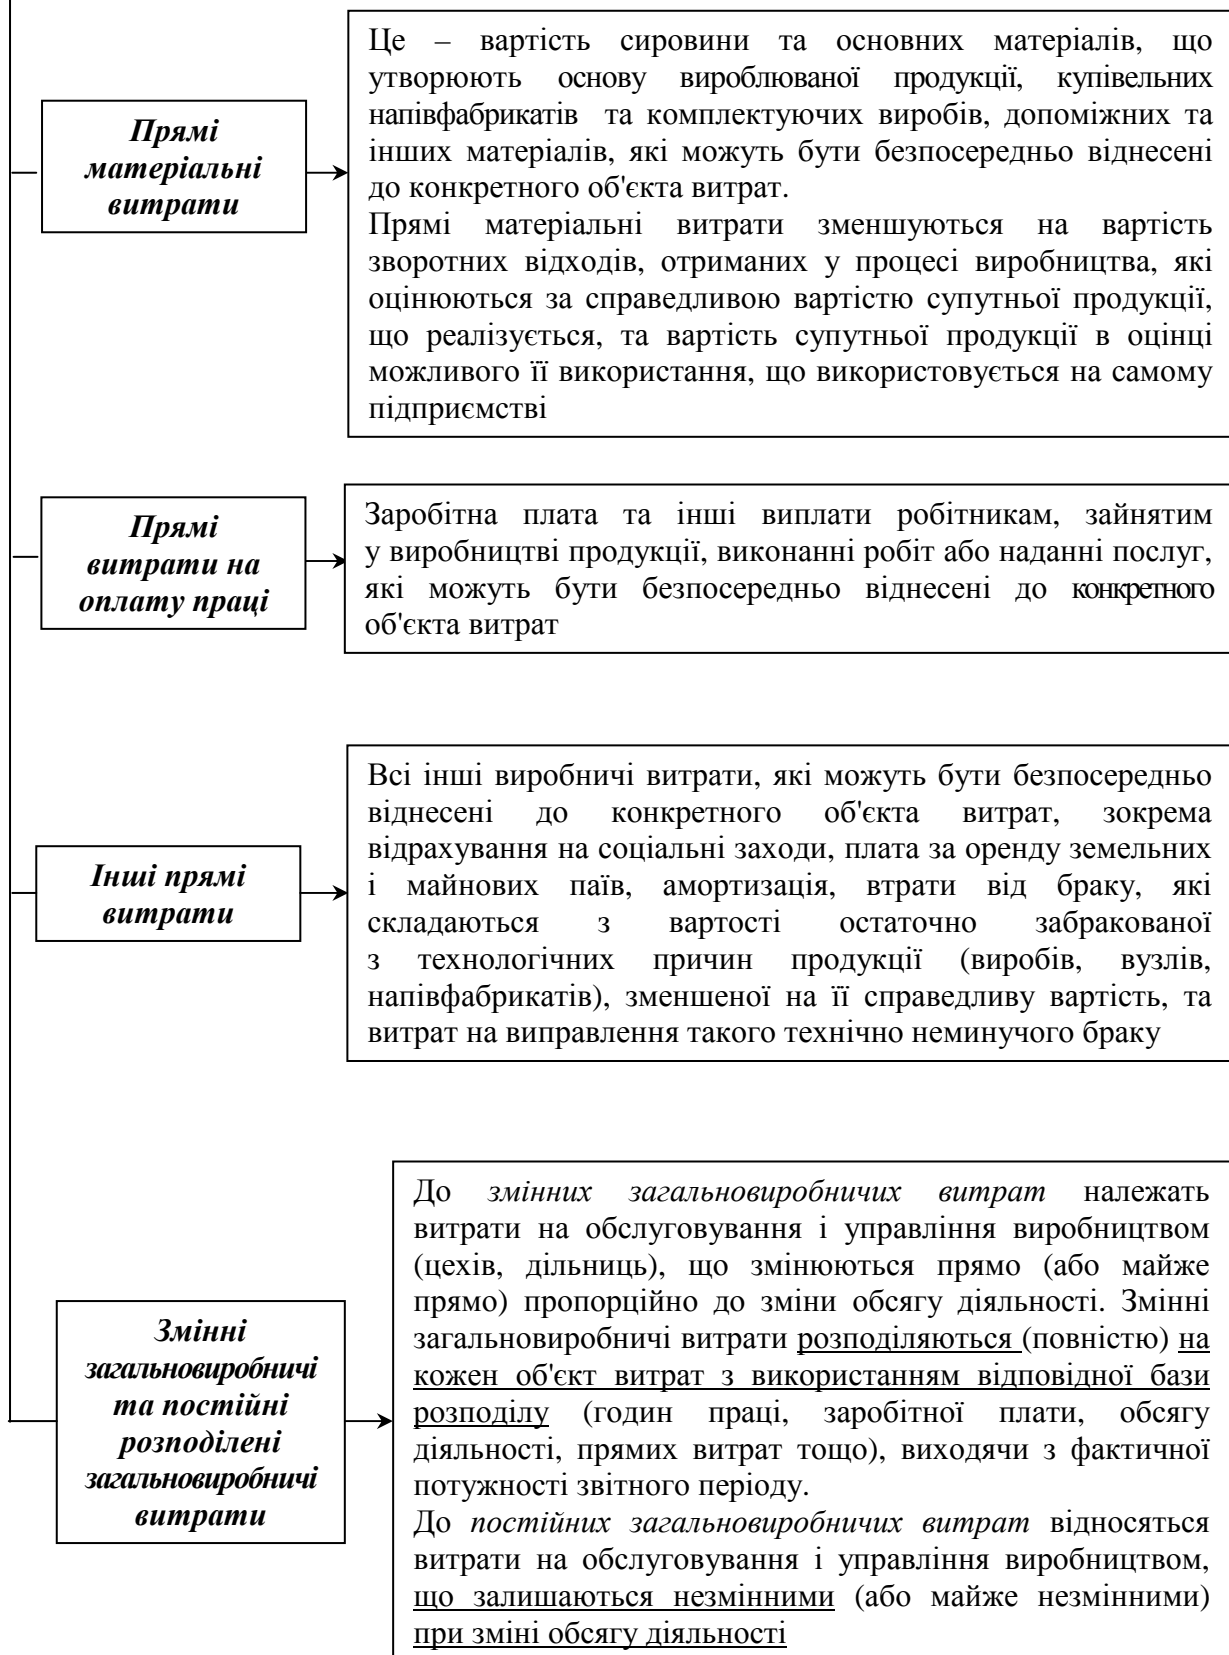 Прямі
матеріальні
витрати
Це – вартість сировини та основних матеріалів, що
утворюють основу вироблюваної продукції, купівельних
напівфабрикатів та комплектуючих виробів, допоміжних та
інших матеріалів, які можуть бути безпосередньо віднесені
до конкретного об'єкта витрат.
Прямі матеріальні витрати зменшуються на вартість
зворотних відходів, отриманих у процесі виробництва, які
оцінюються за справедливою вартістю супутньої продукції,
що реалізується, та вартість супутньої продукції в оцінці
можливого її використання, що використовується на самому
підприємстві
Прямі
витрати на
оплату праці
Заробітна плата та інші виплати робітникам, зайнятим
у виробництві продукції, виконанні робіт або наданні послуг,
які можуть бути безпосередньо віднесені до конкретного
об'єкта витрат
Інші прямі
витрати
Всі інші виробничі витрати, які можуть бути безпосередньо
віднесені до конкретного об'єкта витрат, зокрема
відрахування на соціальні заходи, плата за оренду земельних
і майнових паїв, амортизація, втрати від браку, які
складаються з вартості остаточно забракованої
з технологічних причин продукції (виробів, вузлів,
напівфабрикатів), зменшеної на її справедливу вартість, та
витрат на виправлення такого технічно неминучого браку
Змінні
загальновиробничі
та постійні
розподілені
загальновиробничі
витрати
До змінних загальновиробничих витрат належать
витрати на обслуговування і управління виробництвом
(цехів, дільниць), що змінюються прямо (або майже
прямо) пропорційно до зміни обсягу діяльності. Змінні
загальновиробничі витрати розподіляються (повністю) на
кожен об'єкт витрат з використанням відповідної бази
розподілу (годин праці, заробітної плати, обсягу
діяльності, прямих витрат тощо), виходячи з фактичної
потужності звітного періоду.
До постійних загальновиробничих витрат відносяться
витрати на обслуговування і управління виробництвом,
що залишаються незмінними (або майже незмінними)
при зміні обсягу діяльності